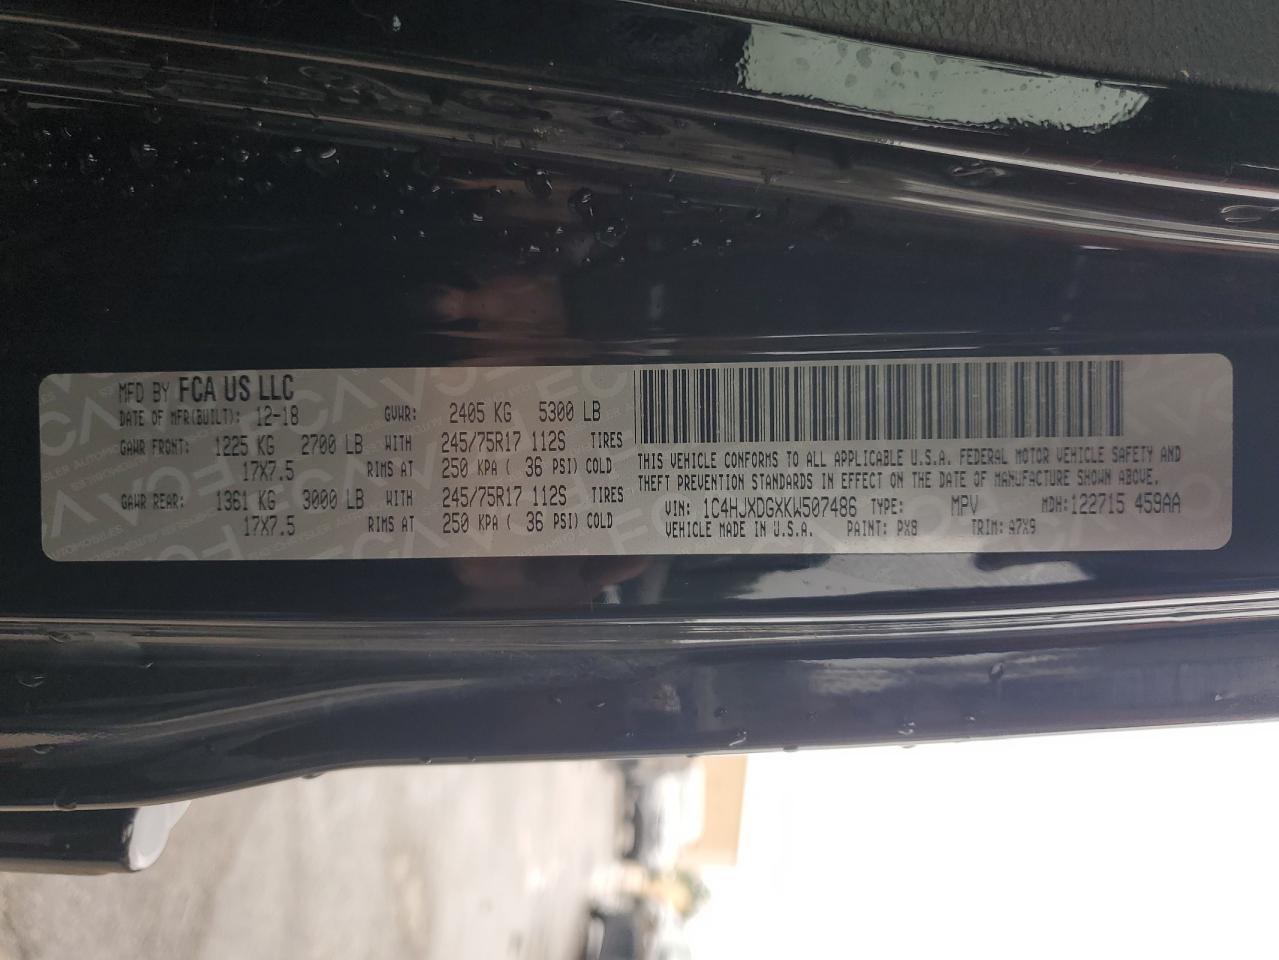 MFD BY FCA US LLC
DATE OF MFR(BUILT): 12-18 GVWR: 2405 KG 5300 LB
GAWR FRONT: 1225 KG 2700 LB WITH 245/75R17 112S TIRES
17X7.5 RIMS AT 250 KPA ( 36 PSI) COLD
GAWR REAR: 1361 KG 3000 LB WITH 245/75R17 112S TIRES
17X7.5 RIMS AT 250 KPA ( 36 PSI) COLD
THIS VEHICLE CONFORMS TO ALL APPLICABLE U.S.A. FEDERAL MOTOR VEHICLE SAFETY AND
THEFT PREVENTION STANDARDS IN EFFECT ON THE DATE OF MANUFACTURE SHOWN ABOVE.
VIN: 1C4HJXDGXKW507486 TYPE: MPV MDH: 122715 459AA
VEHICLE MADE IN U.S.A. PAINT: PX8 TRIM: A7X9